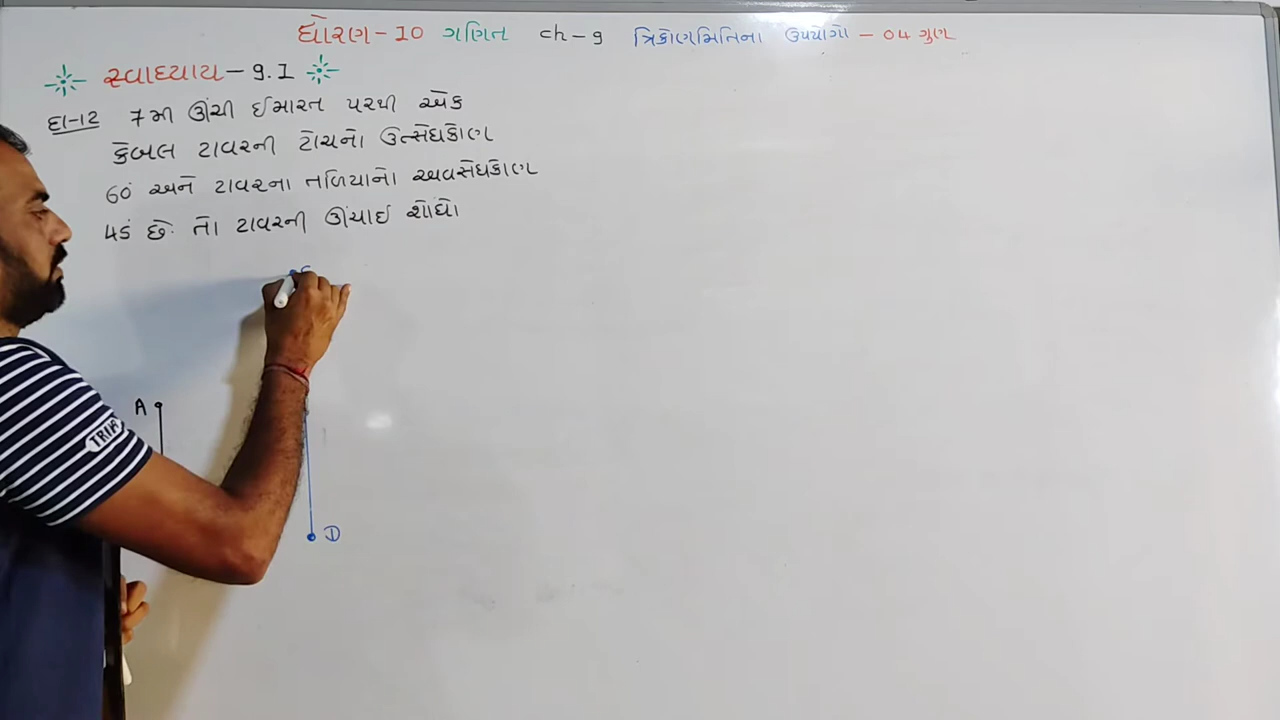 ધોરણ-10 ગણિત ch-9 ત્રિકોણમિતિના ઉપયોગો - 04 ગુણ
સ્વાધ્યાય-9.1
દા-12 7મી ઊંચી ઈમારત પરથી એક
કેબલ ટાવરની ટોચનો ઉત્સેધકોણ
60° અને ટાવરના તળિયાનો અવસેધકોણ
45° છે. તો ટાવરની ઊંચાઈ શોધો
A
D